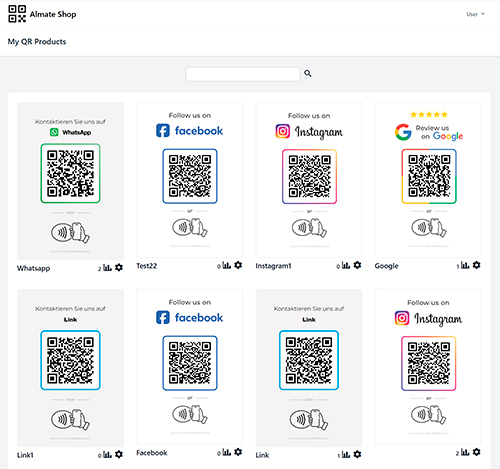 Almate Shop
User
My QR Products
Kontaktieren Sie uns auf
WhatsApp
oder
Whatsapp
2
Follow us on
facebook
or
Test22
0
Follow us on
Instagram
or
Instagram1
0
Review us
on Google
or
Google
1
Kontaktieren Sie uns auf
Link
oder
Link1
0
Follow us on
facebook
or
Facebook
0
Kontaktieren Sie uns auf
Link
oder
Link
1
Follow us on
Instagram
or
2